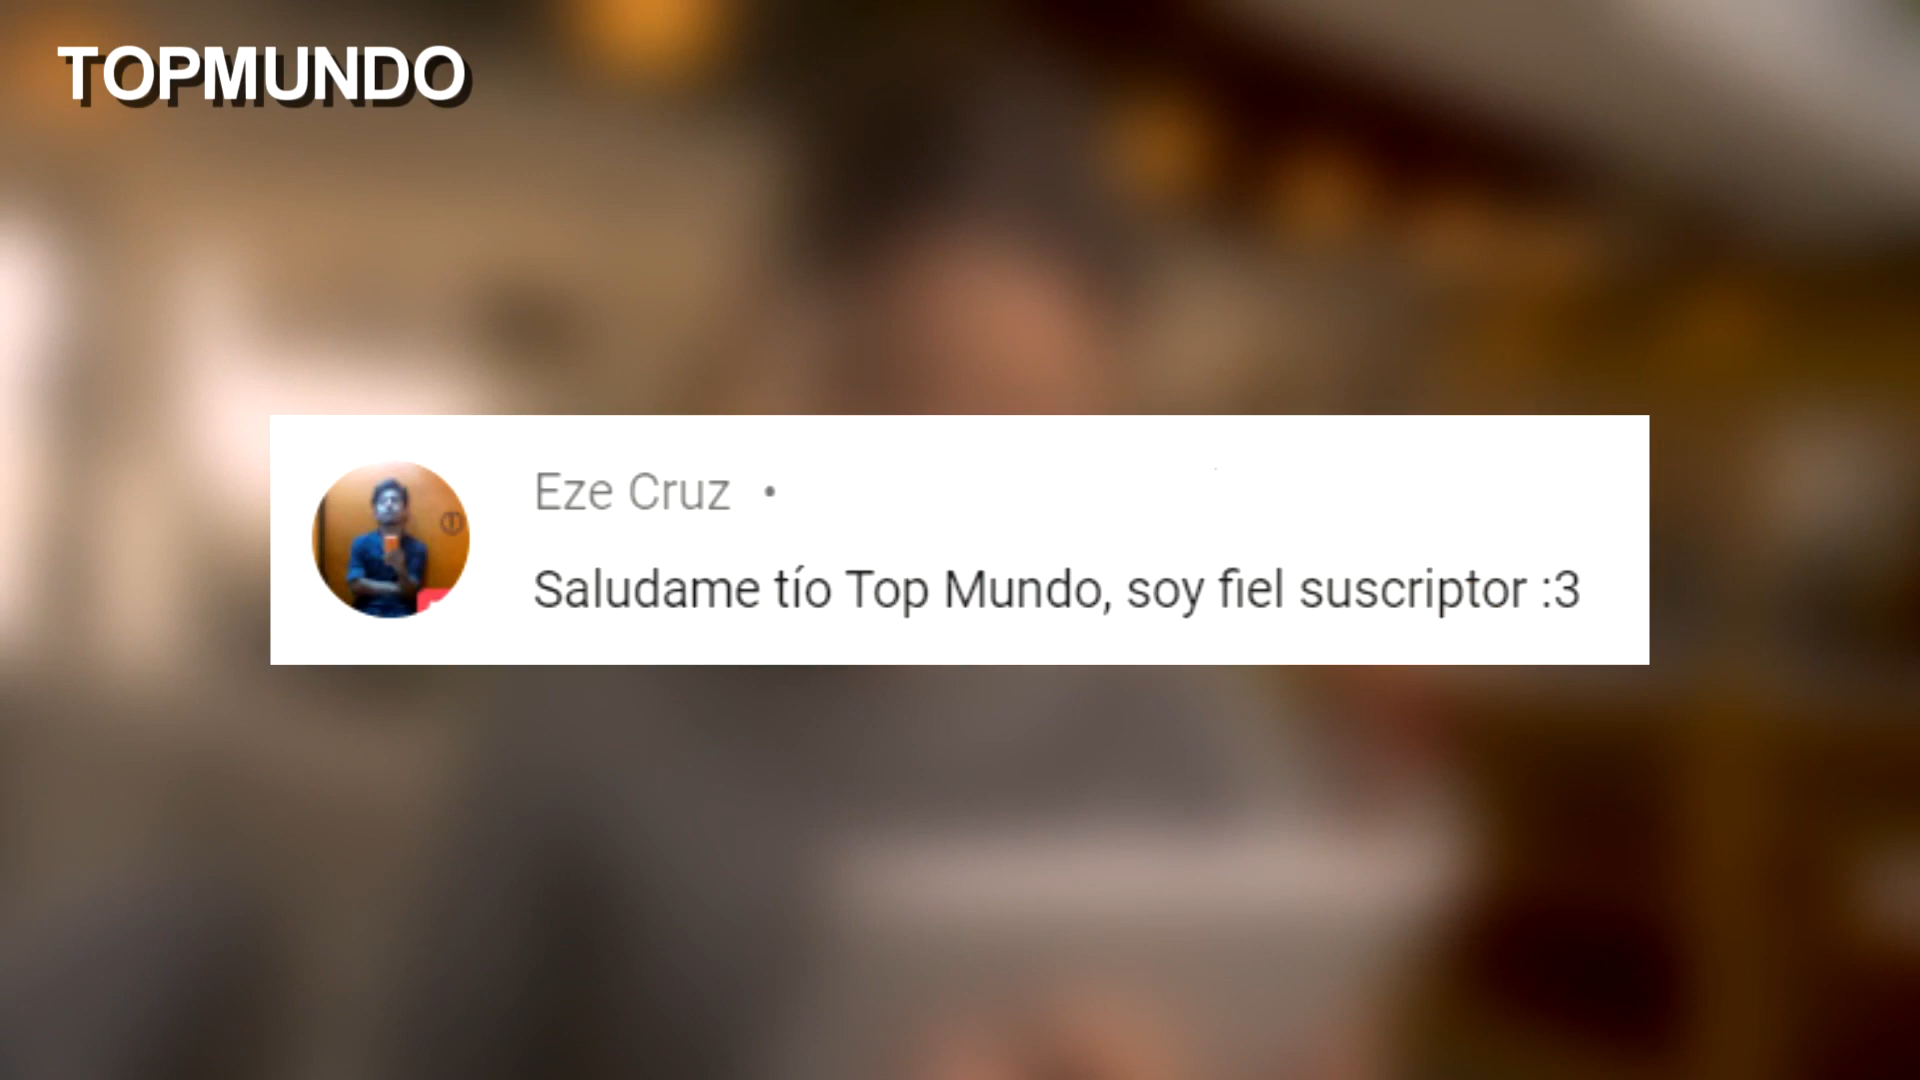 TOPMUNDO
Eze Cruz •
Saludame tío Top Mundo, soy fiel suscriptor :3